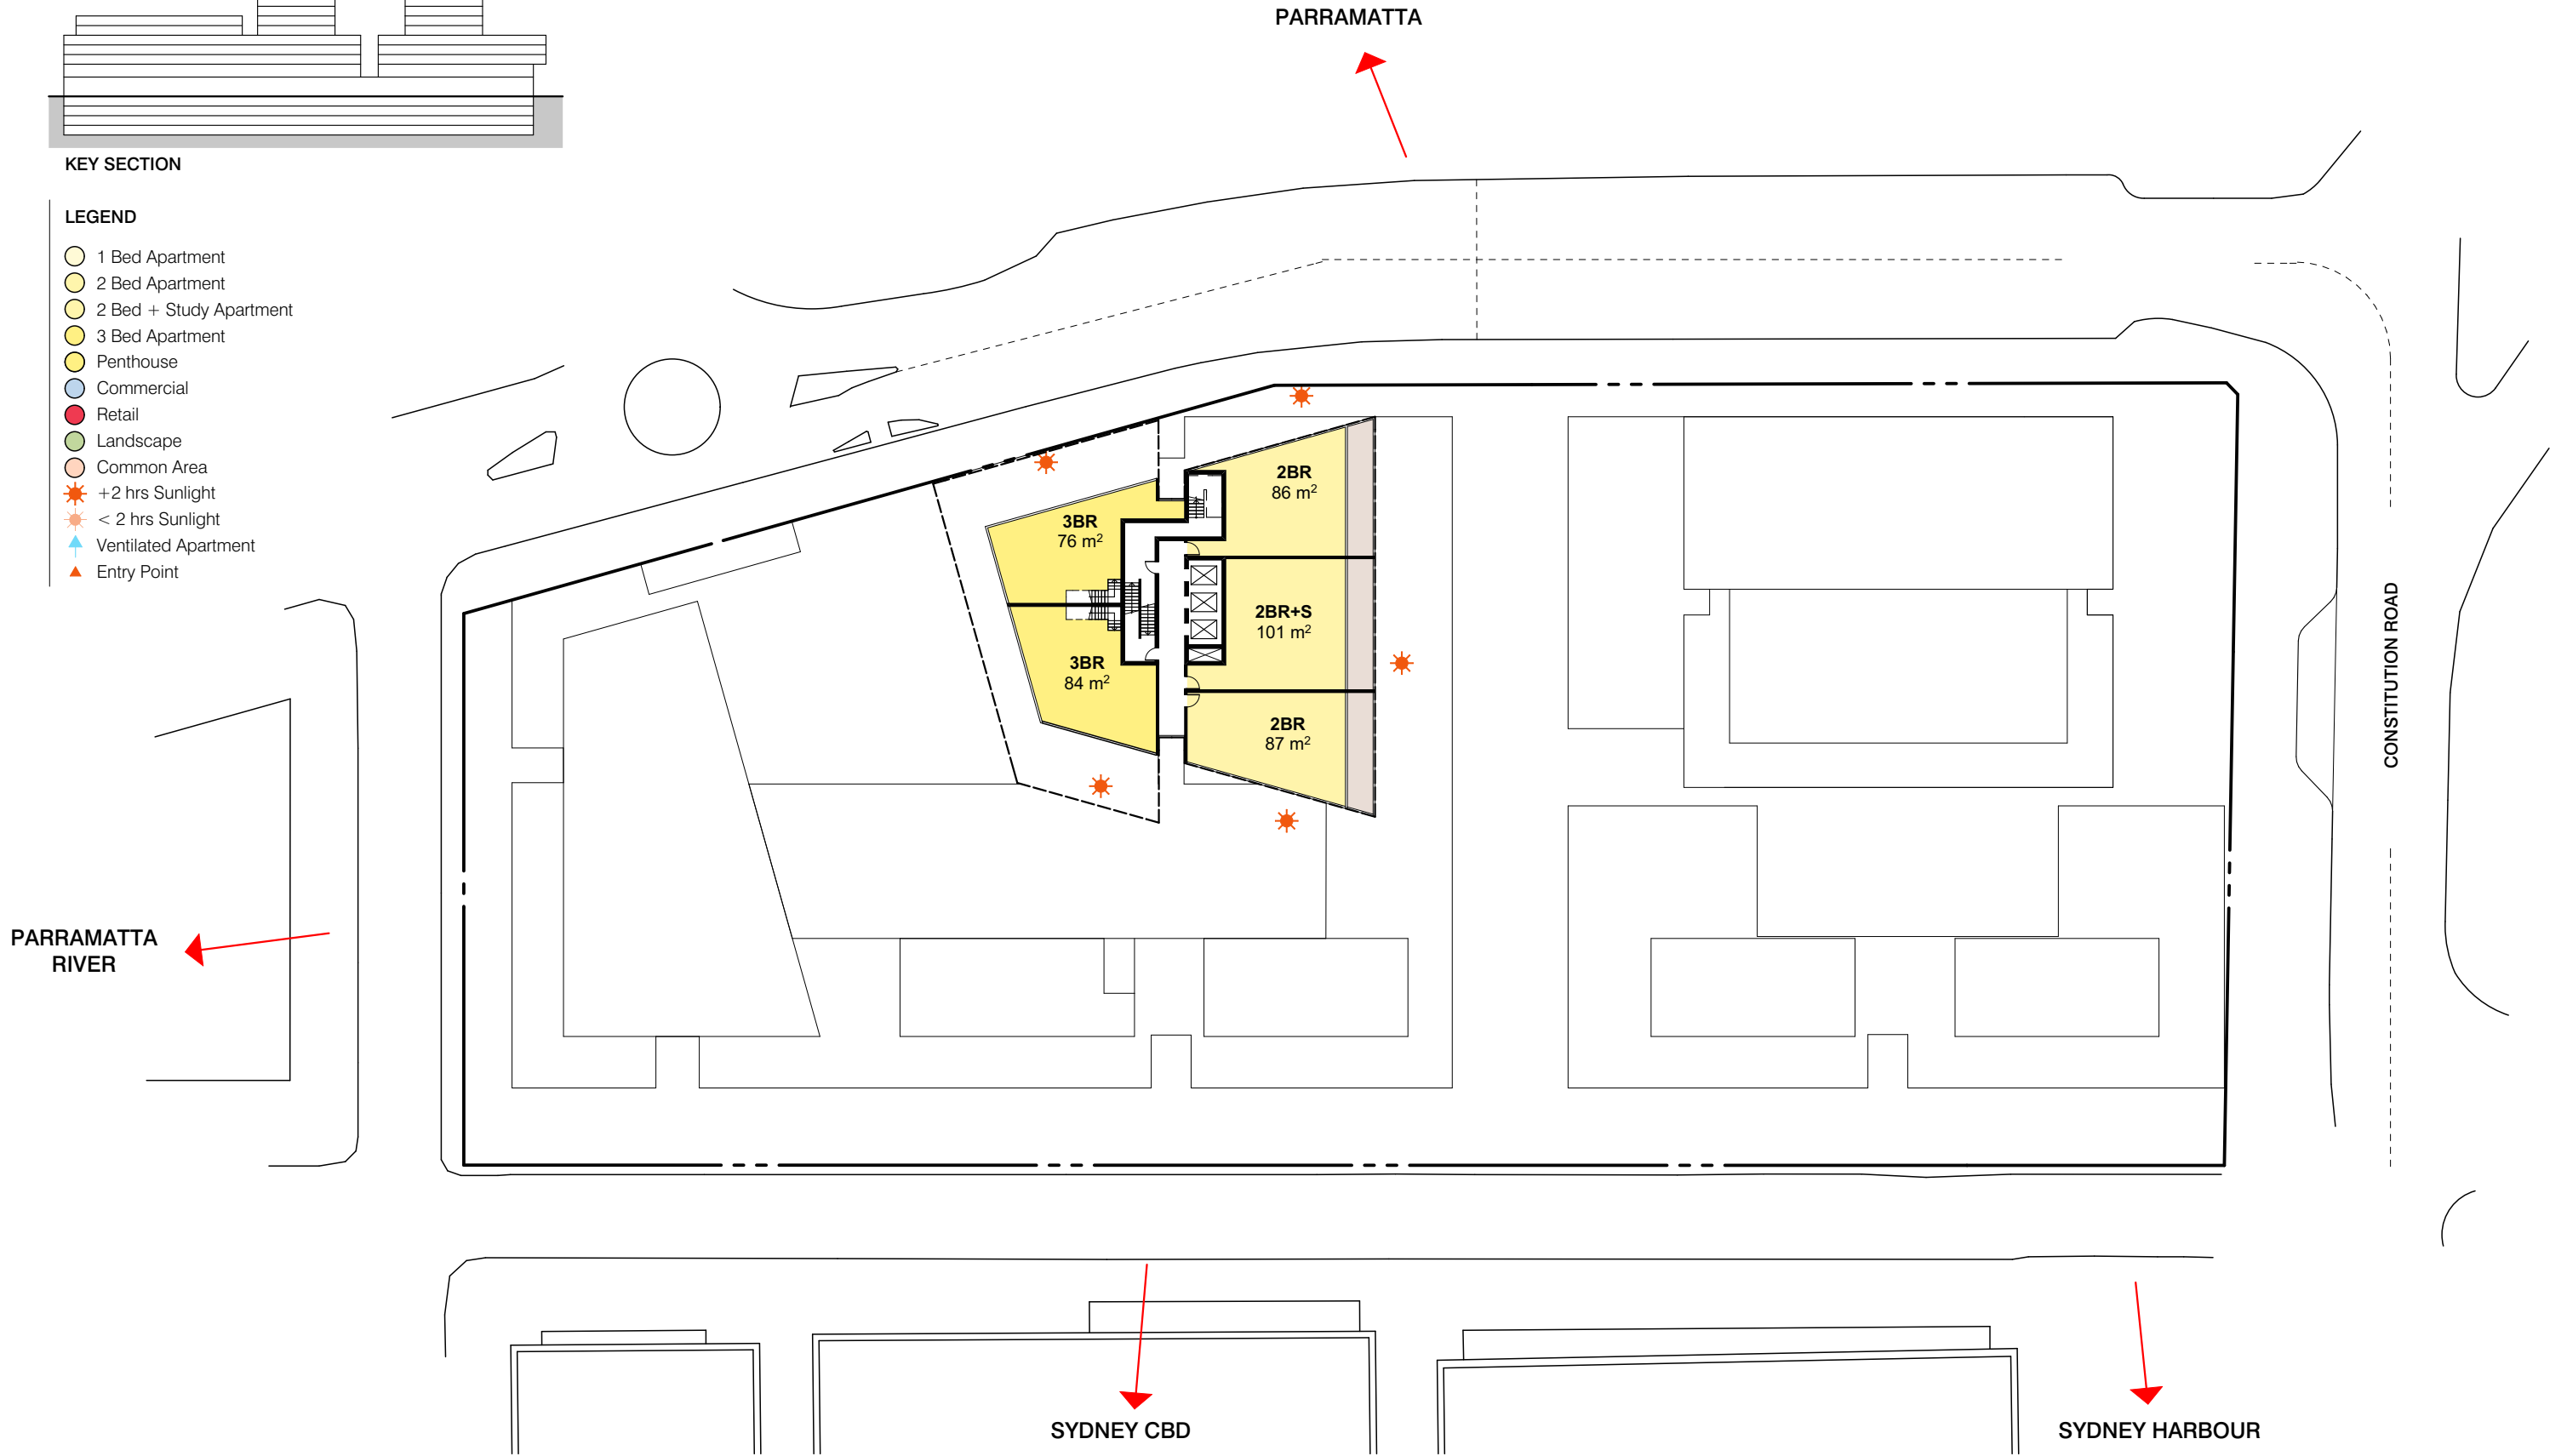 PARRAMATTA
KEY SECTION
LEGEND
1 Bed Apartment
2 Bed Apartment
2 Bed + Study Apartment
3 Bed Apartment
Penthouse
Commercial
Retail
Landscape
Common Area
+2 hrs Sunlight
< 2 hrs Sunlight
Ventilated Apartment
Entry Point
2BR
86 m²
3BR
76 m²
2BR+S
101 m²
3BR
84 m²
2BR
87 m²
CONSTITUTION ROAD
PARRAMATTA
RIVER
SYDNEY CBD
SYDNEY HARBOUR